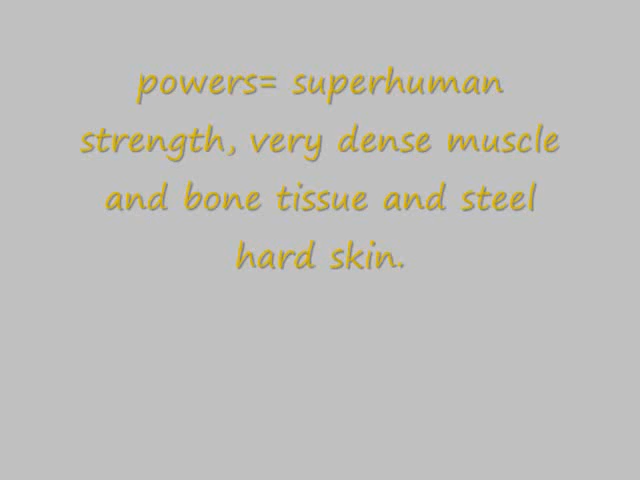 powers= superhuman
strength, very dense muscle
and bone tissue and steel
hard skin.